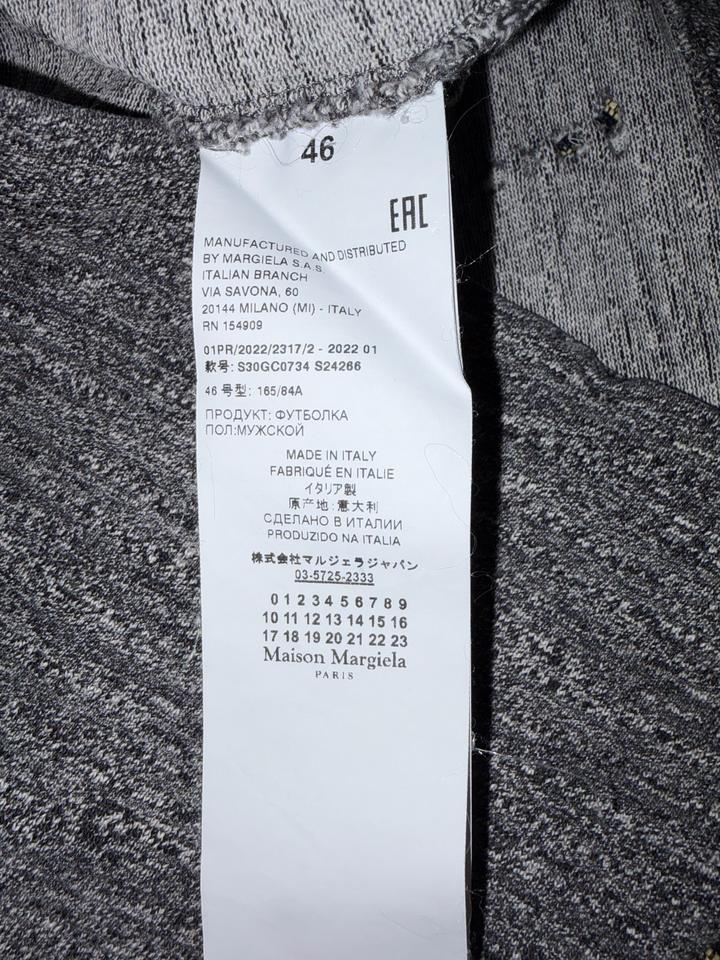 46
EAC
MANUFACTURED AND DISTRIBUTED
BY MARGIELA S.A.S.
ITALIAN BRANCH
VIA SAVONA, 60
20144 MILANO (MI) - ITALY
RN 154909
01PR/2022/2317/2 - 2022 01
款号: S30GC0734 S24266
46 号型: 165/84A
ПРОДУКТ: ФУТБОЛКА
ПОЛ:МУЖСКОЙ
MADE IN ITALY
FABRIQUÉ EN ITALIE
イタリア製
原产地: 意大利
СДЕЛАНО В ИТАЛИИ
PRODUZIDO NA ITALIA
株式会社マルジェラジャパン
03-5725-2333
0 1 2 3 4 5 6 7 8 9
10 11 12 13 14 15 16
17 18 19 20 21 22 23
Maison Margiela
PARIS